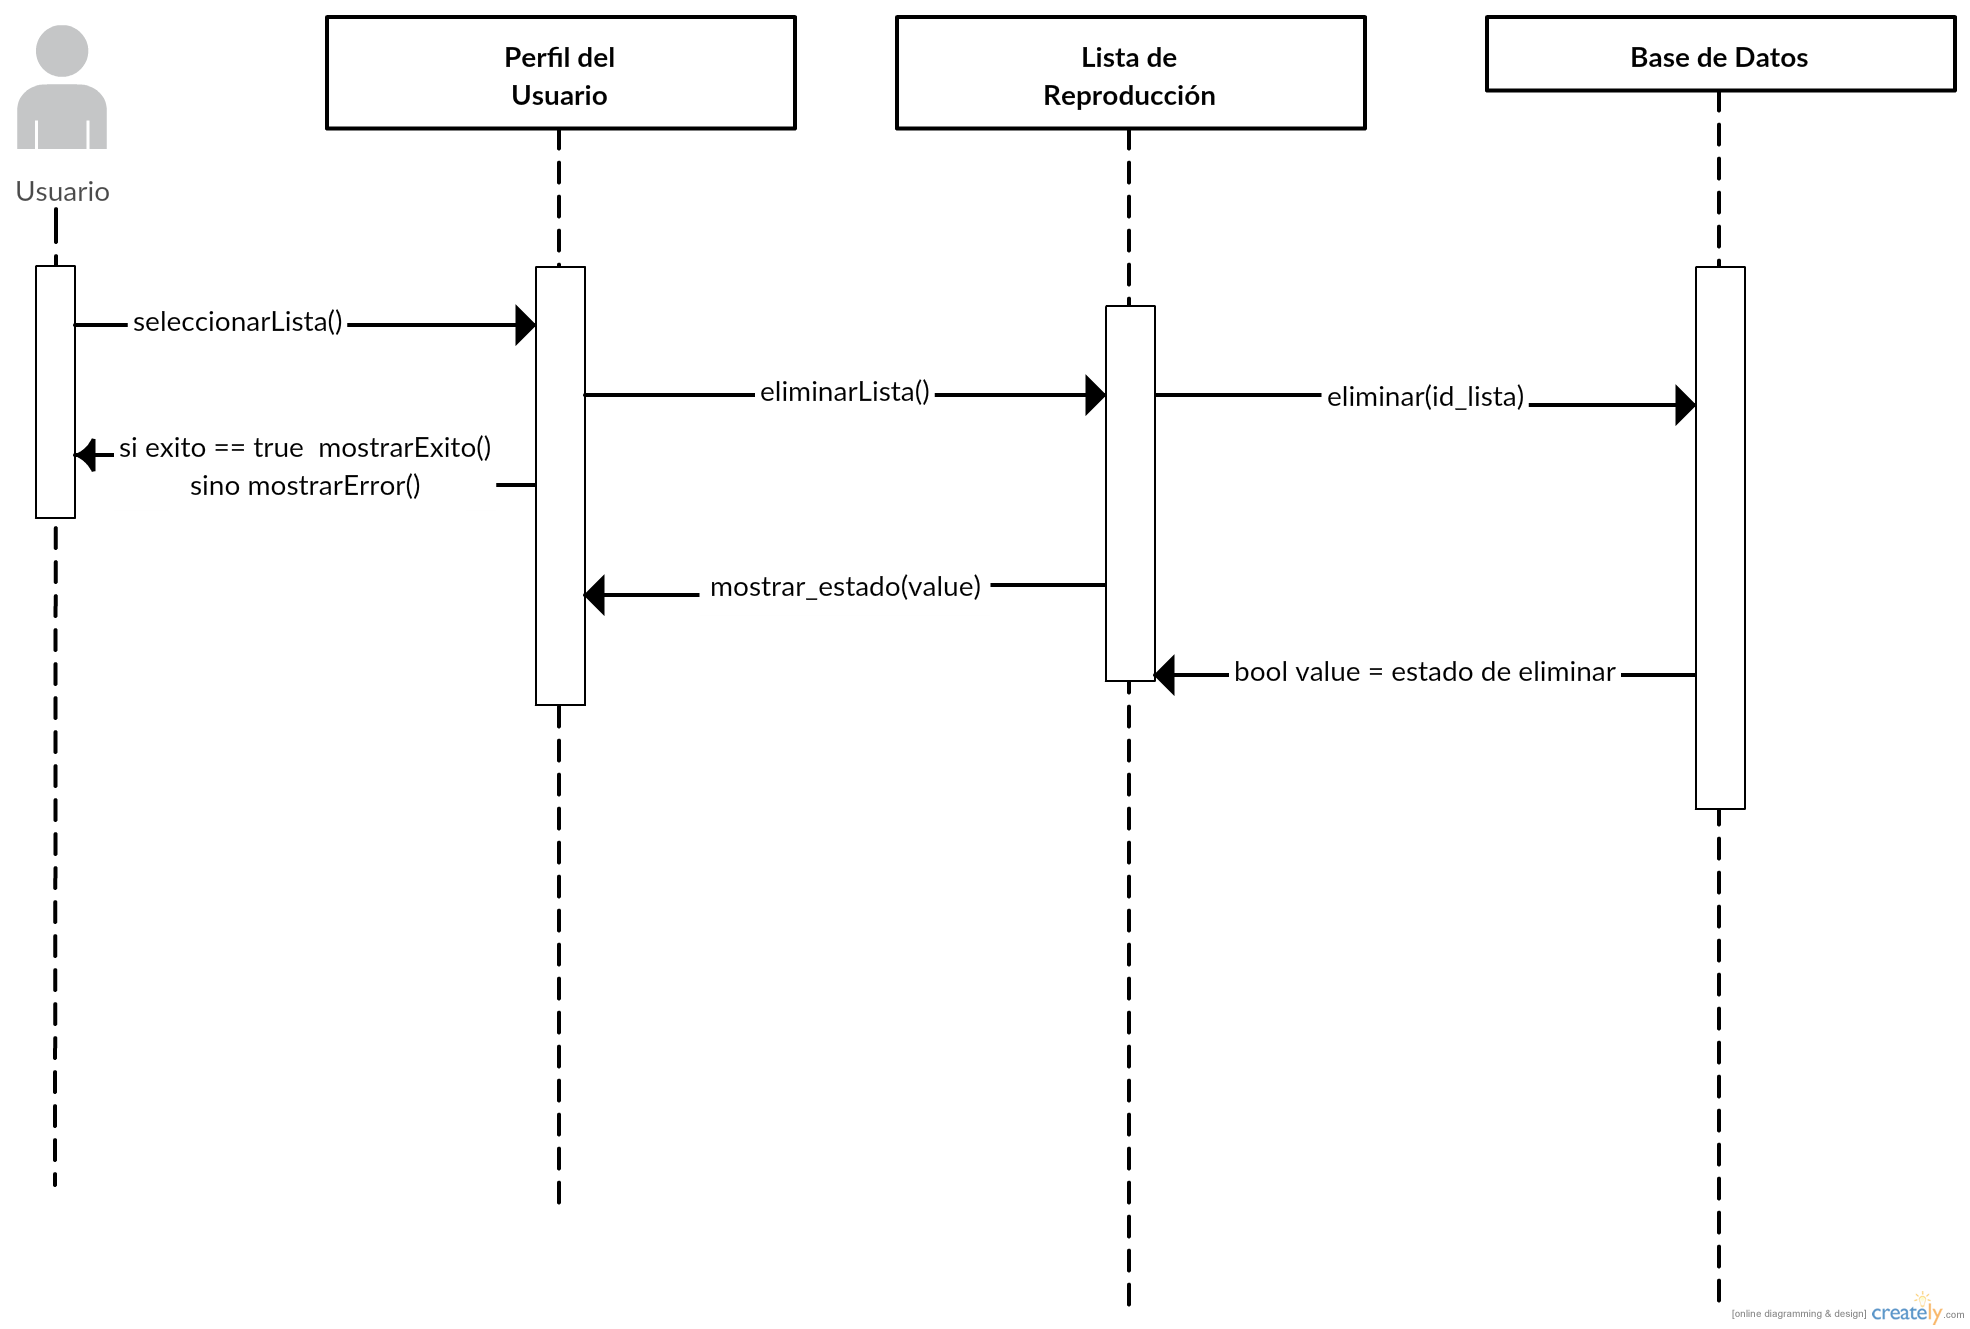 Perfil del
Usuario
Lista de
Reproducción
Base de Datos
Usuario
seleccionarLista()
eliminarLista()
eliminar(id_lista)
si exito == true  mostrarExito()
sino mostrarError()
mostrar_estado(value)
bool value = estado de eliminar
[online diagramming & design] creately.com